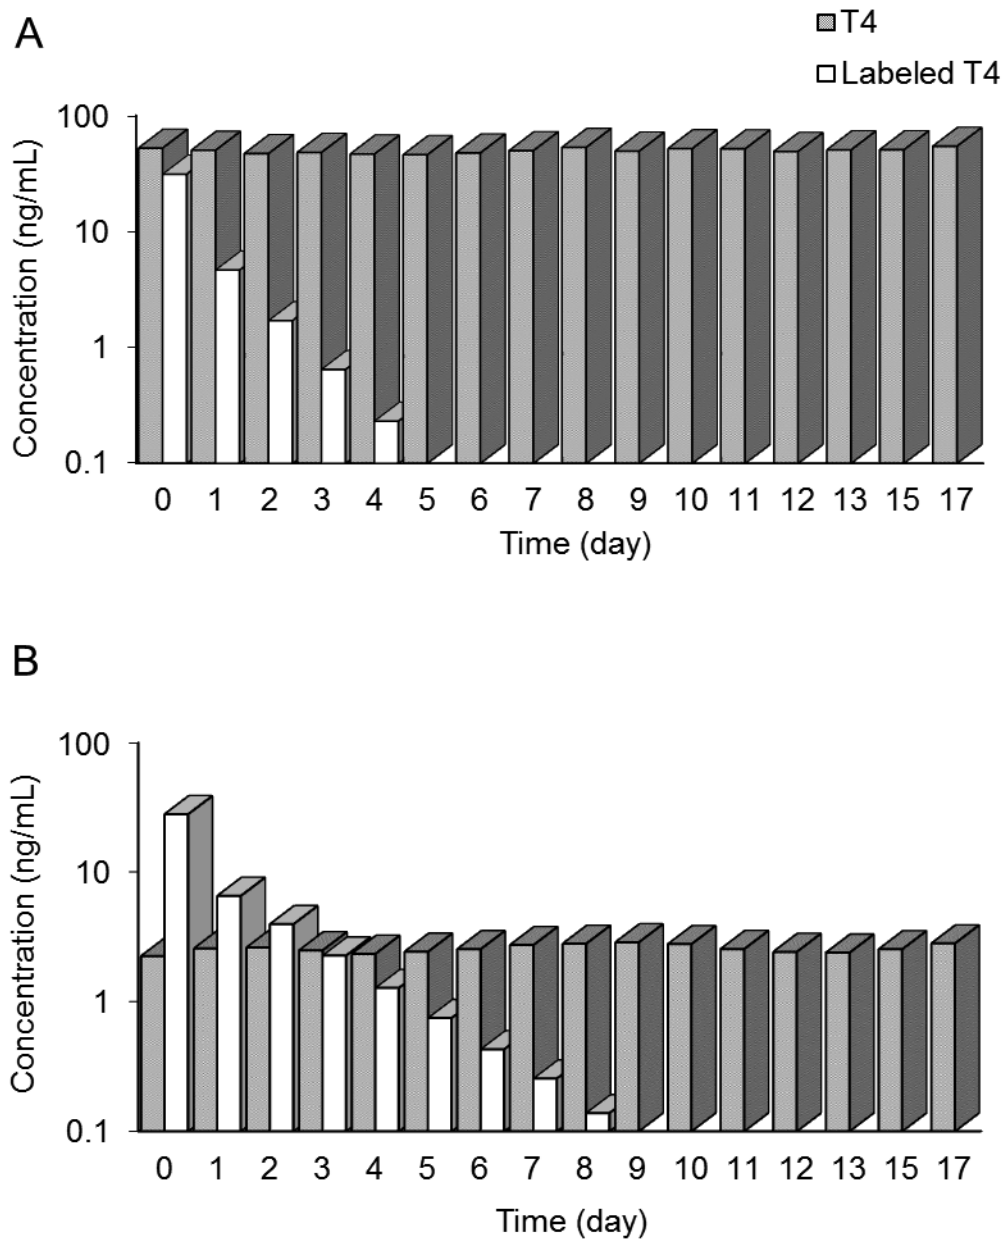 A
T4
Labeled T4
100
10
1
0.1
Concentration (ng/mL)
0 1 2 3 4 5 6 7 8 9 10 11 12 13 15 17
Time (day)
B
100
10
1
0.1
Concentration (ng/mL)
0 1 2 3 4 5 6 7 8 9 10 11 12 13 15 17
Time (day)